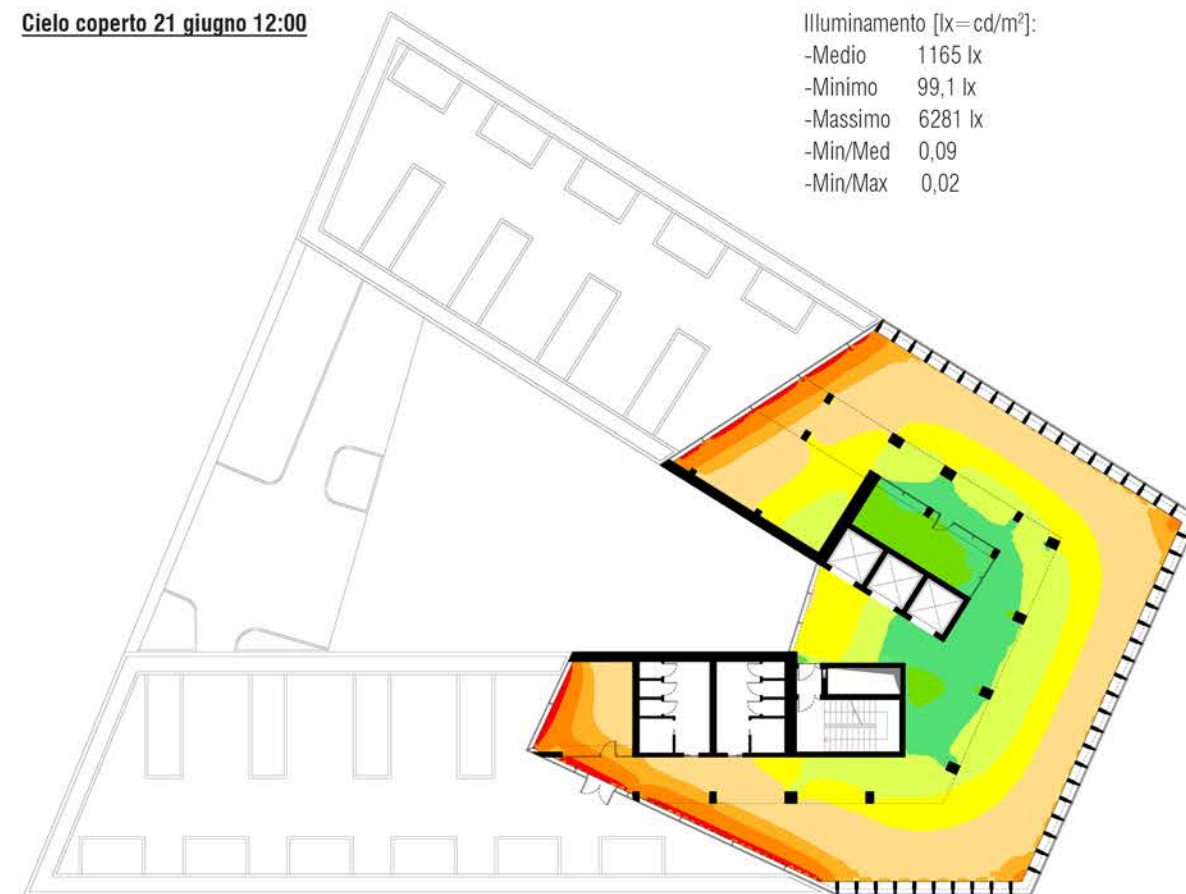 Cielo coperto 21 giugno 12:00
Illuminamento [lx=cd/m²]:
-Medio 1165 lx
-Minimo 99,1 lx
-Massimo 6281 lx
-Min/Med 0,09
-Min/Max 0,02